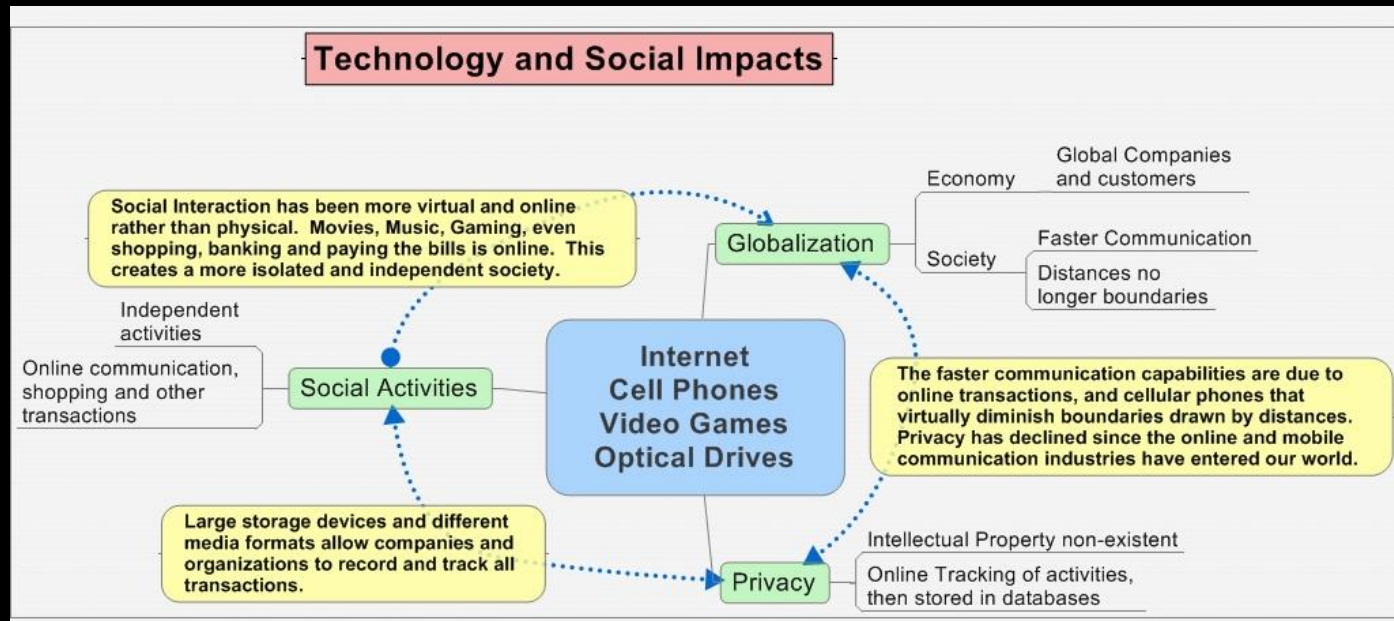 Technology and Social Impacts
Social Interaction has been more virtual and online
rather than physical.  Movies, Music, Gaming, even
shopping, banking and paying the bills is online.  This
creates a more isolated and independent society.
Globalization
Economy
Global Companies
and customers
Society
Faster Communication
Distances no
longer boundaries
Independent
activities
Online communication,
shopping and other
transactions
Social Activities
Internet
Cell Phones
Video Games
Optical Drives
The faster communication capabilities are due to
online transactions, and cellular phones that
virtually diminish boundaries drawn by distances.
Privacy has declined since the online and mobile
communication industries have entered our world.
Large storage devices and different
media formats allow companies and
organizations to record and track all
transactions.
Privacy
Intellectual Property non-existent
Online Tracking of activities,
then stored in databases